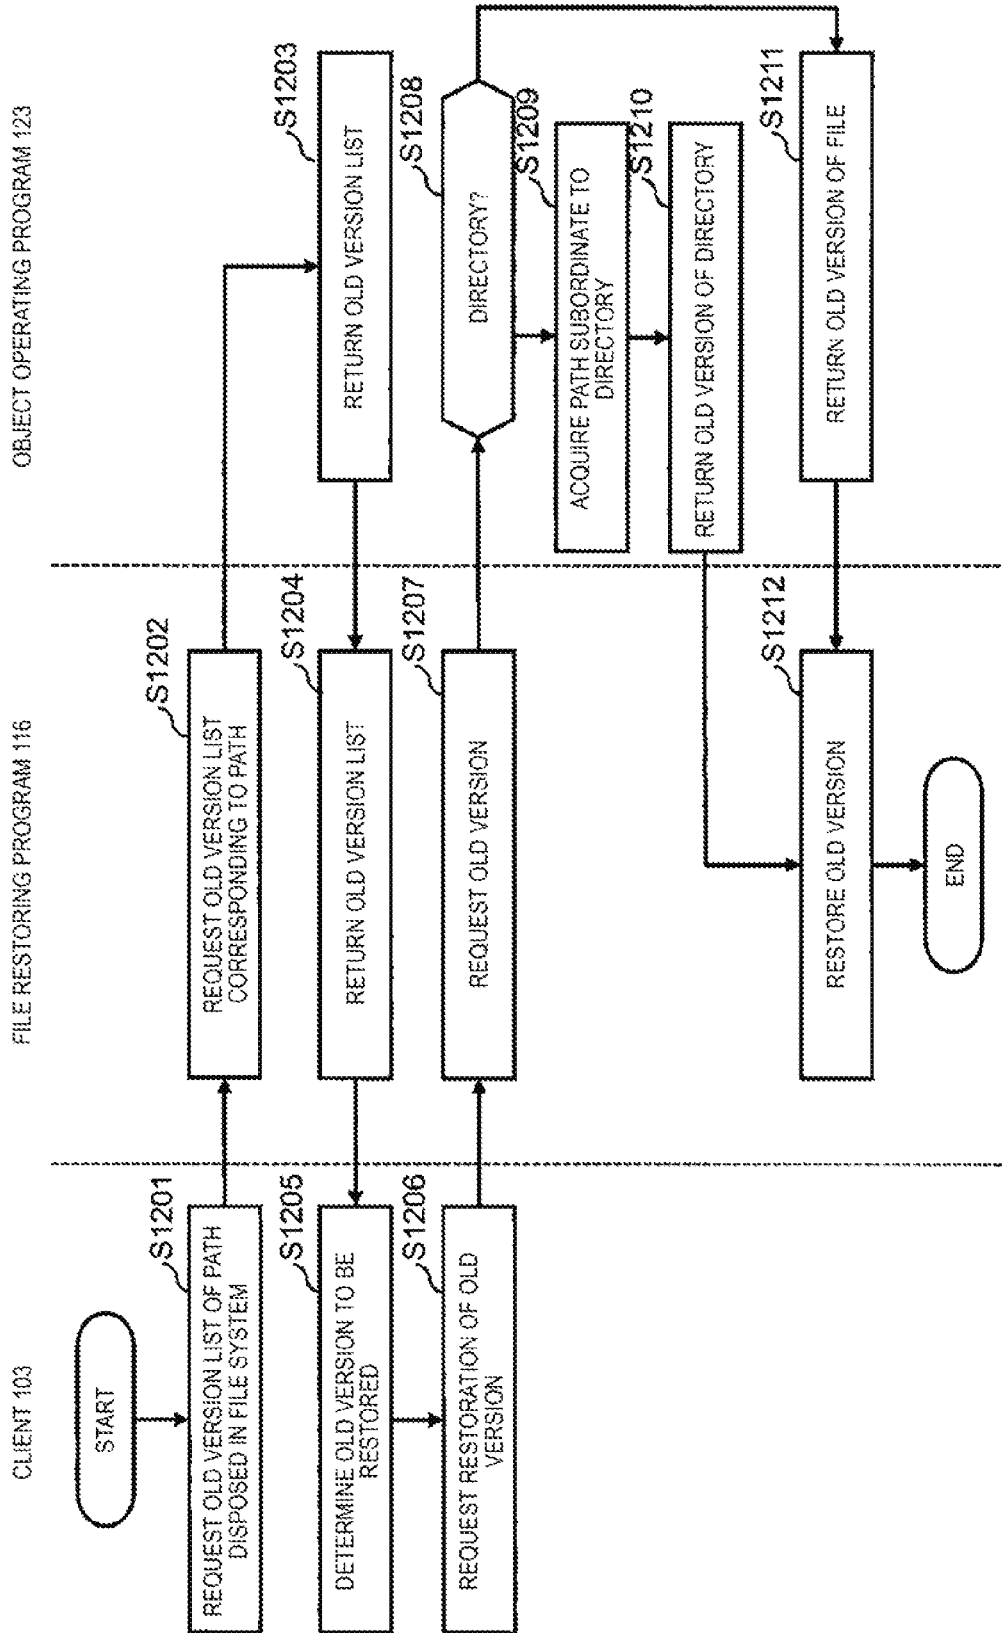 CLIENT 103
FILE RESTORING PROGRAM 116
OBJECT OPERATING PROGRAM 123
START
S1201
REQUEST OLD VERSION LIST OF PATH
DISPOSED IN FILE SYSTEM
S1202
REQUEST OLD VERSION LIST
CORRESPONDING TO PATH
S1203
RETURN OLD VERSION LIST
S1204
RETURN OLD VERSION LIST
S1205
DETERMINE OLD VERSION TO BE
RESTORED
S1206
REQUEST RESTORATION OF OLD
VERSION
S1207
REQUEST OLD VERSION
S1208
DIRECTORY?
S1209
ACQUIRE PATH SUBORDINATE TO
DIRECTORY
S1210
RETURN OLD VERSION OF DIRECTORY
S1211
RETURN OLD VERSION OF FILE
S1212
RESTORE OLD VERSION
END